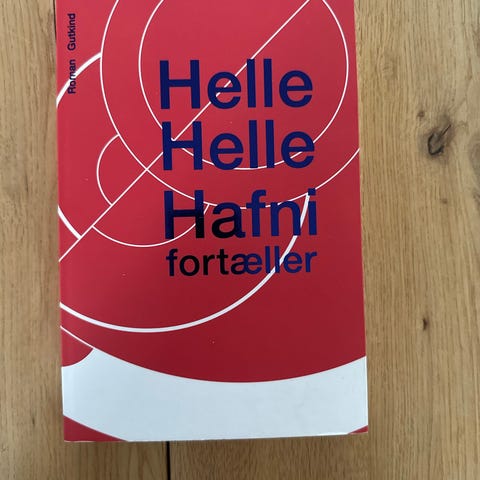 Roman Gutkind
Helle
Helle
Hafni
fortæller